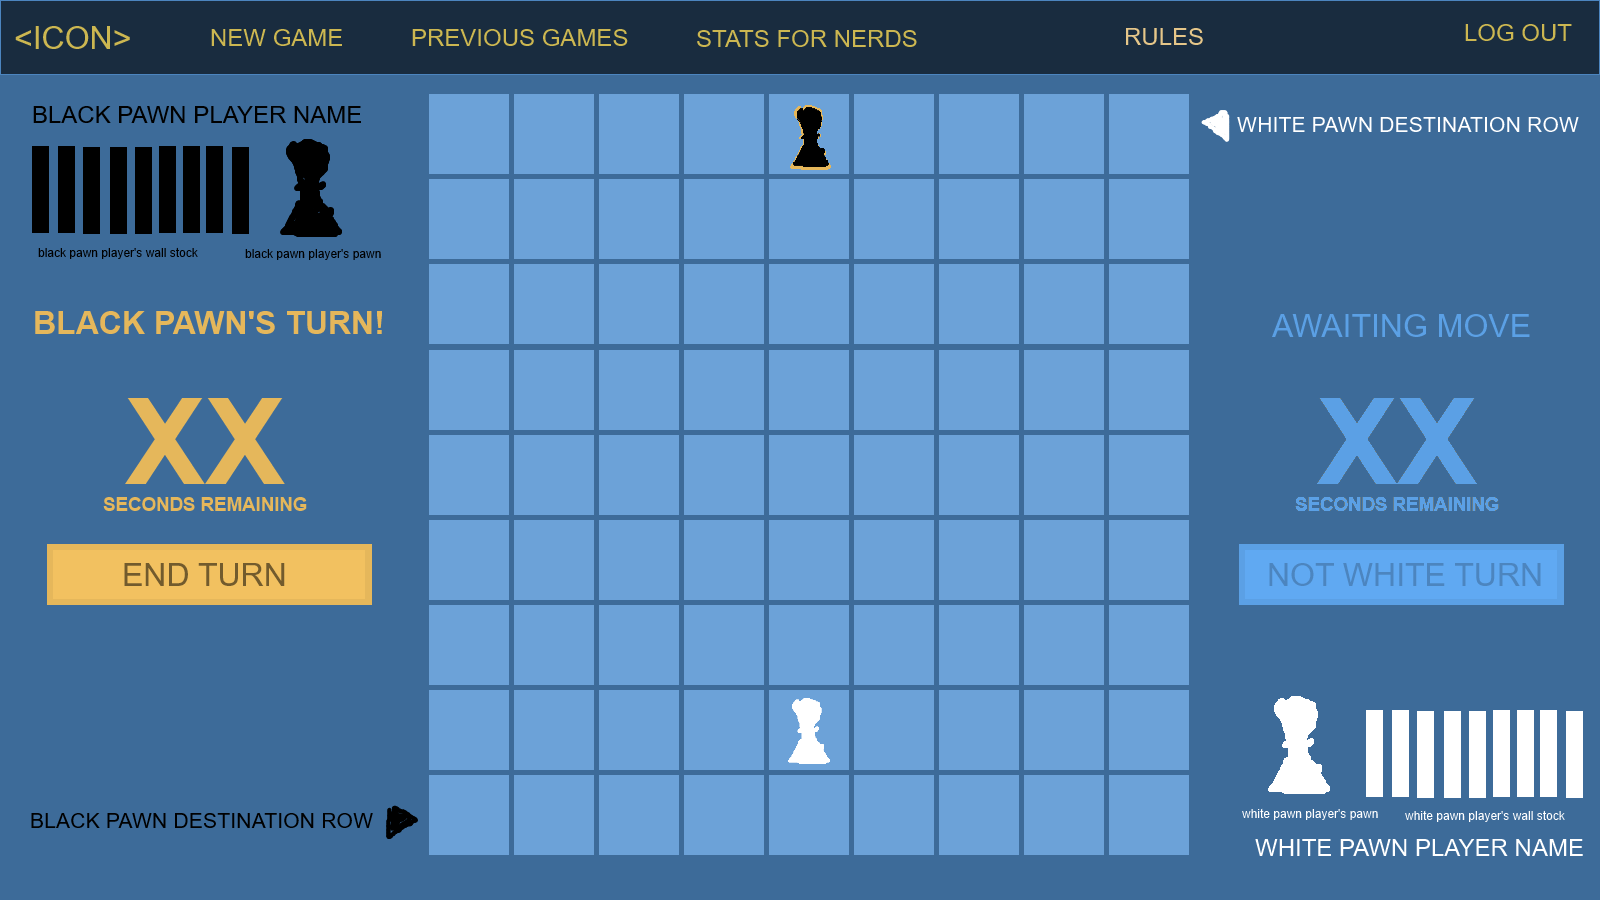 <ICON>
NEW GAME
PREVIOUS GAMES
STATS FOR NERDS
RULES
LOG OUT
BLACK PAWN PLAYER NAME
black pawn player's wall stock
black pawn player's pawn
WHITE PAWN DESTINATION ROW
BLACK PAWN'S TURN!
XX
SECONDS REMAINING
END TURN
AWAITING MOVE
XX
SECONDS REMAINING
NOT WHITE TURN
BLACK PAWN DESTINATION ROW
white pawn player's pawn
white pawn player's wall stock
WHITE PAWN PLAYER NAME